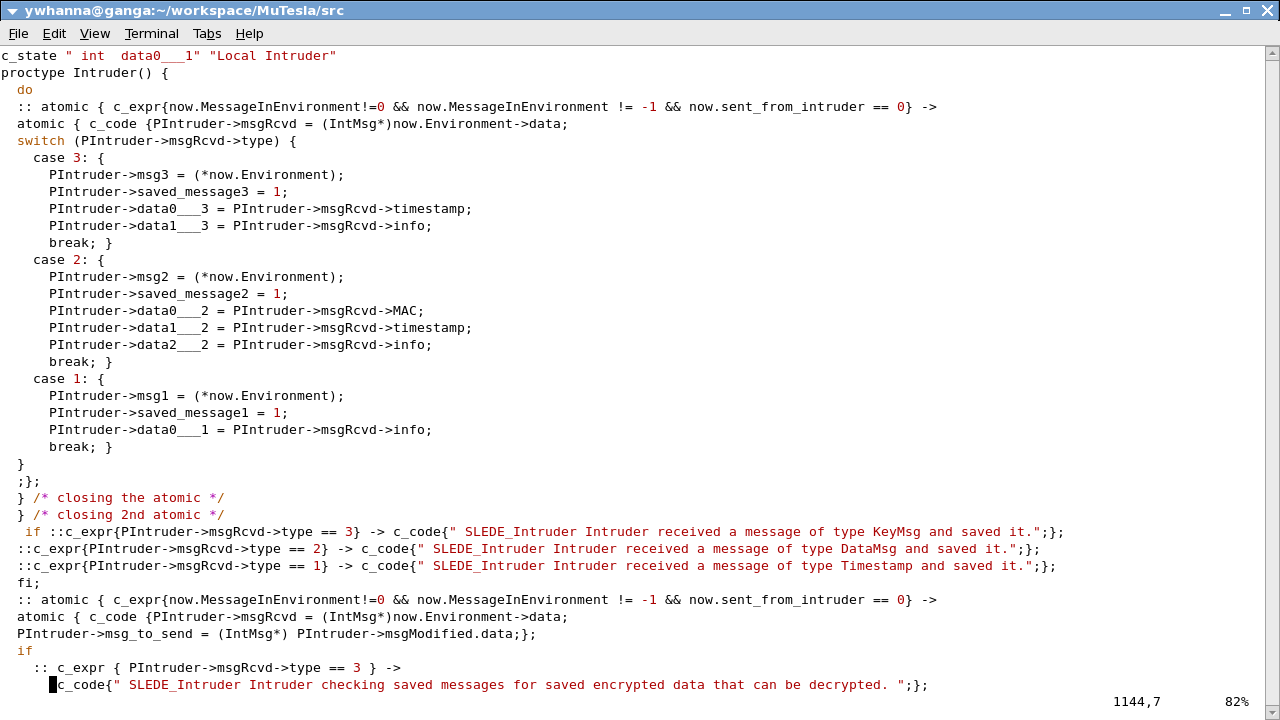 ywhanna@ganga:~/workspace/MuTesla/src
File Edit View Terminal Tabs Help
c_state " int  data0___1" "Local Intruder"
proctype Intruder() {
  do
  :: atomic { c_expr{now.MessageInEnvironment!=0 && now.MessageInEnvironment != -1 && now.sent_from_intruder == 0} ->
  atomic { c_code {PIntruder->msgRcvd = (IntMsg*)now.Environment->data;
  switch (PIntruder->msgRcvd->type) {
    case 3: {
      PIntruder->msg3 = (*now.Environment);
      PIntruder->saved_message3 = 1;
      PIntruder->data0___3 = PIntruder->msgRcvd->timestamp;
      PIntruder->data1___3 = PIntruder->msgRcvd->info;
      break; }
    case 2: {
      PIntruder->msg2 = (*now.Environment);
      PIntruder->saved_message2 = 1;
      PIntruder->data0___2 = PIntruder->msgRcvd->MAC;
      PIntruder->data1___2 = PIntruder->msgRcvd->timestamp;
      PIntruder->data2___2 = PIntruder->msgRcvd->info;
      break; }
    case 1: {
      PIntruder->msg1 = (*now.Environment);
      PIntruder->saved_message1 = 1;
      PIntruder->data0___1 = PIntruder->msgRcvd->info;
      break; }
  }
  ;};
  } /* closing the atomic */
  } /* closing 2nd atomic */
   if ::c_expr{PIntruder->msgRcvd->type == 3} -> c_code{" SLEDE_Intruder Intruder received a message of type KeyMsg and saved it.";};
  ::c_expr{PIntruder->msgRcvd->type == 2} -> c_code{" SLEDE_Intruder Intruder received a message of type DataMsg and saved it.";};
  ::c_expr{PIntruder->msgRcvd->type == 1} -> c_code{" SLEDE_Intruder Intruder received a message of type Timestamp and saved it.";};
  fi;
  :: atomic { c_expr{now.MessageInEnvironment!=0 && now.MessageInEnvironment != -1 && now.sent_from_intruder == 0} ->
  atomic { c_code {PIntruder->msgRcvd = (IntMsg*)now.Environment->data;
  PIntruder->msg_to_send = (IntMsg*) PIntruder->msgModified.data;};
  if
    :: c_expr { PIntruder->msgRcvd->type == 3 } ->
      c_code{" SLEDE_Intruder Intruder checking saved messages for saved encrypted data that can be decrypted. ";};
1144,7 82%